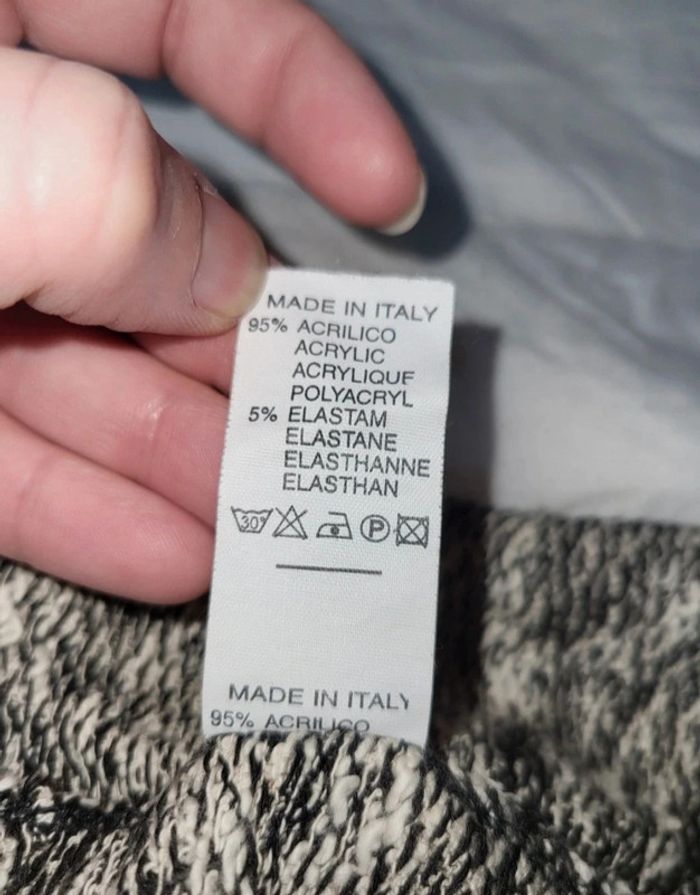 MADE IN ITALY
95% ACRILICO
ACRYLIC
ACRYLIQUE
POLYACRYL
5% ELASTAM
ELASTANE
ELASTHANNE
ELASTHAN
30° P
MADE IN ITALY
95% ACRILICO